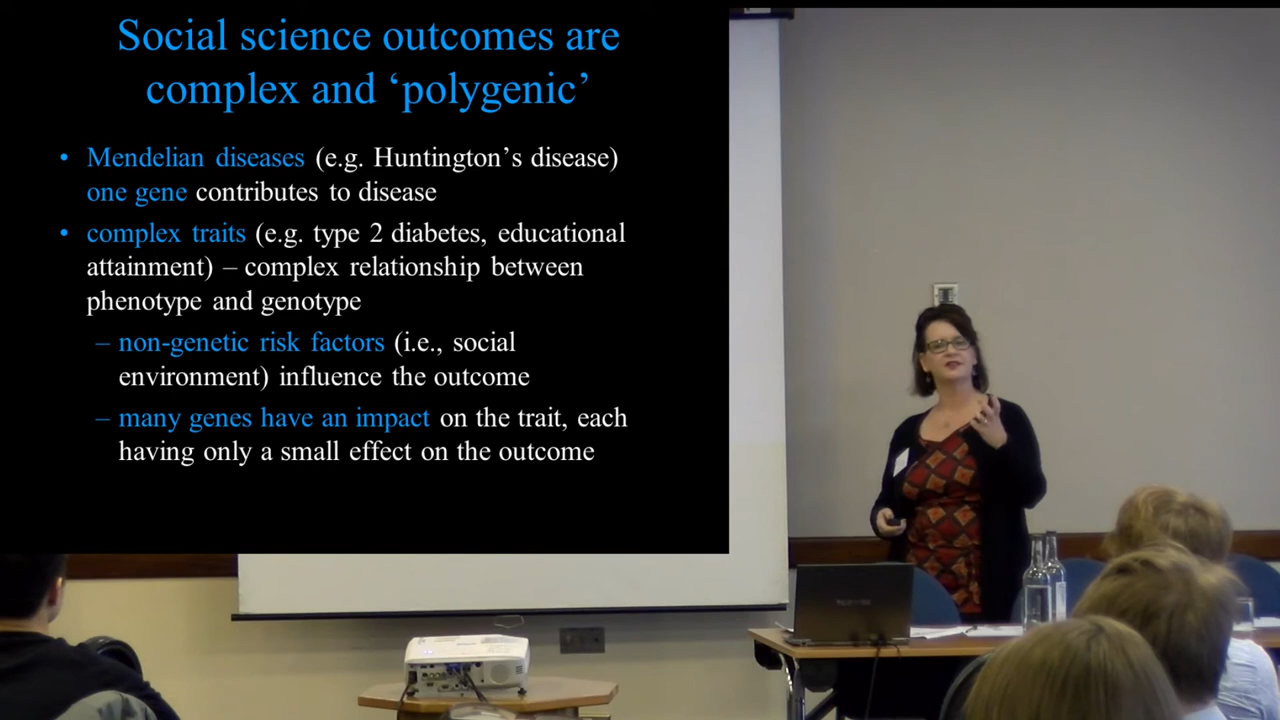 Social science outcomes are
complex and ‘polygenic’
• Mendelian diseases (e.g. Huntington’s disease)
one gene contributes to disease
• complex traits (e.g. type 2 diabetes, educational
attainment) – complex relationship between
phenotype and genotype
– non-genetic risk factors (i.e., social
environment) influence the outcome
– many genes have an impact on the trait, each
having only a small effect on the outcome